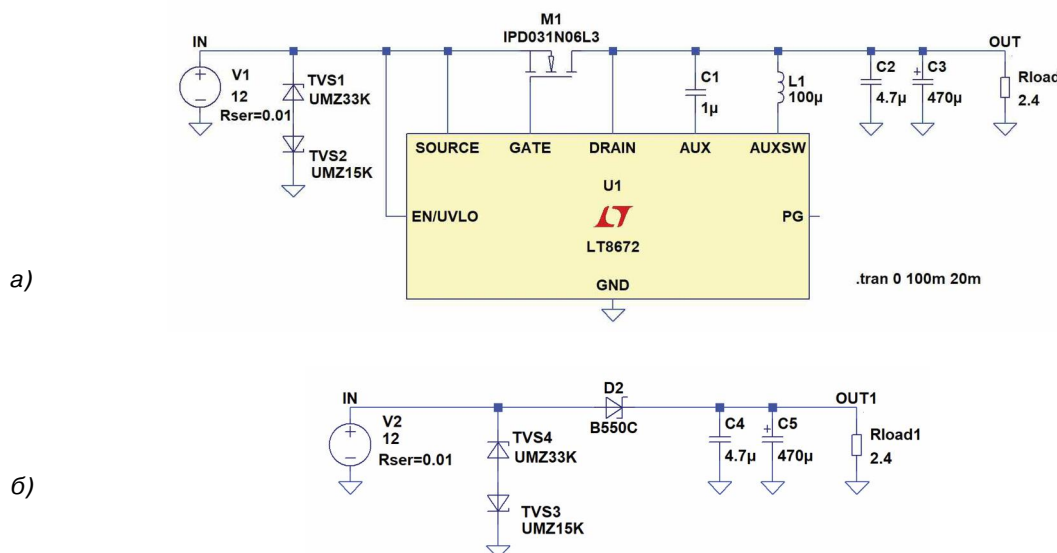 M1
IPD031N06L3
IN
OUT
V1
12
Rser=0.01
TVS1
UMZ33K
TVS2
UMZ15K
C1
1µ
L1
100µ
C2
4.7µ
C3
470µ
Rload
2.4
SOURCE
GATE
DRAIN
AUX
AUXSW
U1
EN/UVLO
PG
LT8672
GND
.tran 0 100m 20m
а)
IN
D2
B550C
OUT1
V2
12
Rser=0.01
TVS4
UMZ33K
TVS3
UMZ15K
C4
4.7µ
C5
470µ
Rload1
2.4
б)